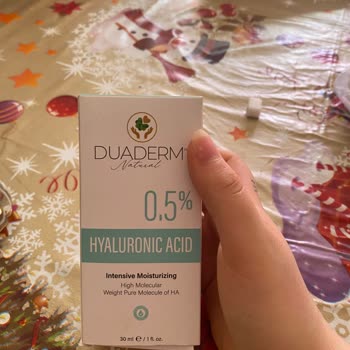 DUADERM
Natural
0,5%
HYALURONIC ACID
Intensive Moisturizing
High Molecular
Weight Pure Molecule of HA
30 ml ℮ / 1 fl oz.